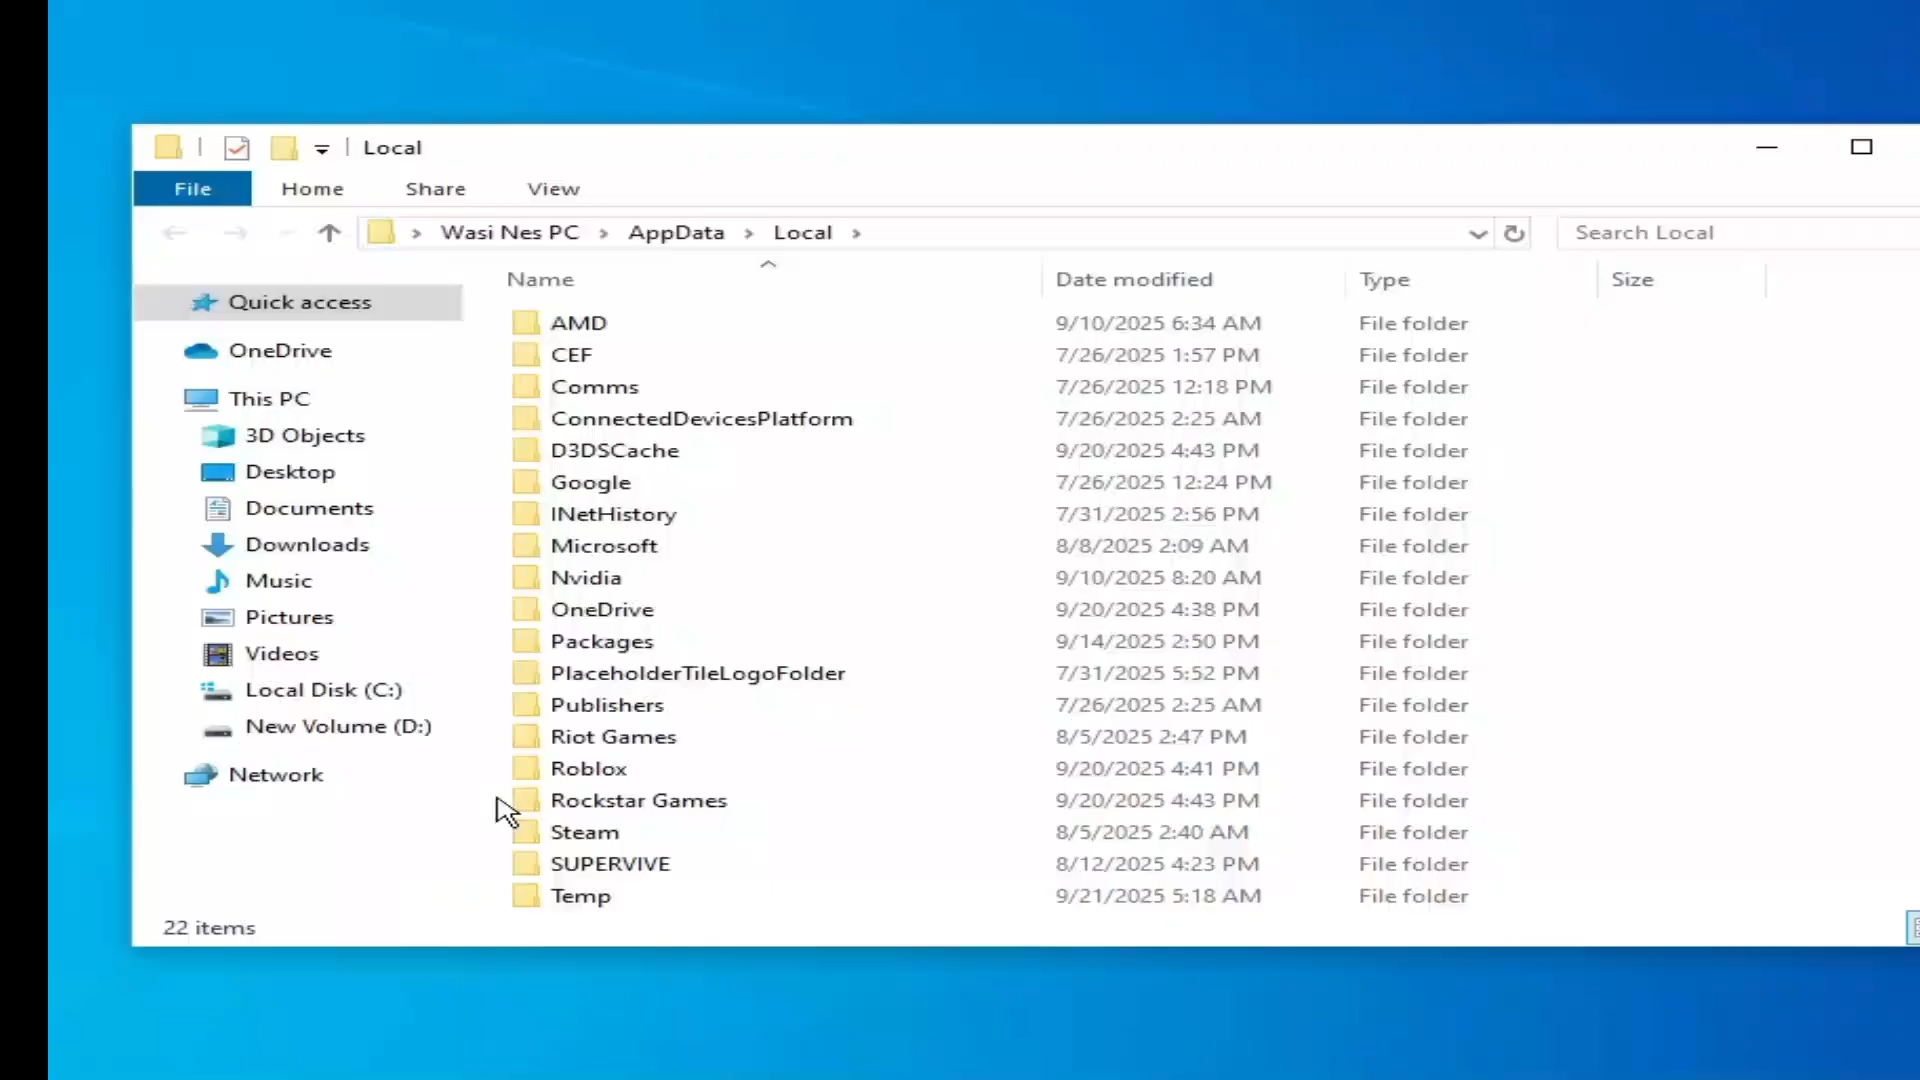 Local
File Home Share View
Wasi Nes PC > AppData > Local >
Search Local
Name Date modified Type Size
Quick access
OneDrive
This PC
3D Objects
Desktop
Documents
Downloads
Music
Pictures
Videos
Local Disk (C:)
New Volume (D:)
Network
AMD 9/10/2025 6:34 AM File folder
CEF 7/26/2025 1:57 PM File folder
Comms 7/26/2025 12:18 PM File folder
ConnectedDevicesPlatform 7/26/2025 2:25 AM File folder
D3DSCache 9/20/2025 4:43 PM File folder
Google 7/26/2025 12:24 PM File folder
INetHistory 7/31/2025 2:56 PM File folder
Microsoft 8/8/2025 2:09 AM File folder
Nvidia 9/10/2025 8:20 AM File folder
OneDrive 9/20/2025 4:38 PM File folder
Packages 9/14/2025 2:50 PM File folder
PlaceholderTileLogoFolder 7/31/2025 5:52 PM File folder
Publishers 7/26/2025 2:25 AM File folder
Riot Games 8/5/2025 2:47 PM File folder
Roblox 9/20/2025 4:41 PM File folder
Rockstar Games 9/20/2025 4:43 PM File folder
Steam 8/5/2025 2:40 AM File folder
SUPERVIVE 8/12/2025 4:23 PM File folder
Temp 9/21/2025 5:18 AM File folder
22 items